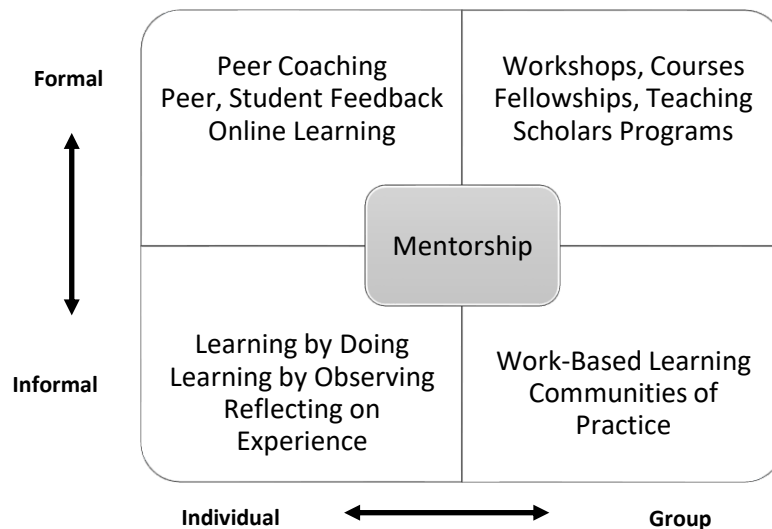 Formal
Peer Coaching
Peer, Student Feedback
Online Learning
Workshops, Courses
Fellowships, Teaching
Scholars Programs
Mentorship
Informal
Learning by Doing
Learning by Observing
Reflecting on
Experience
Work-Based Learning
Communities of
Practice
Individual
Group